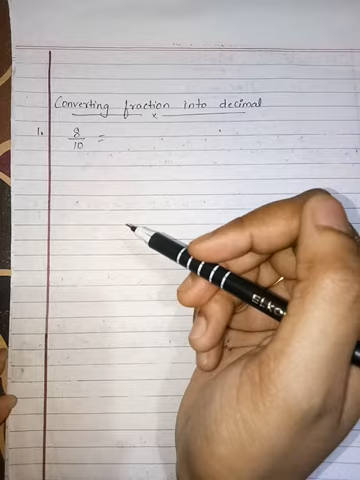 Converting fraction into decimal
x
1. 8/10 =
ELKO